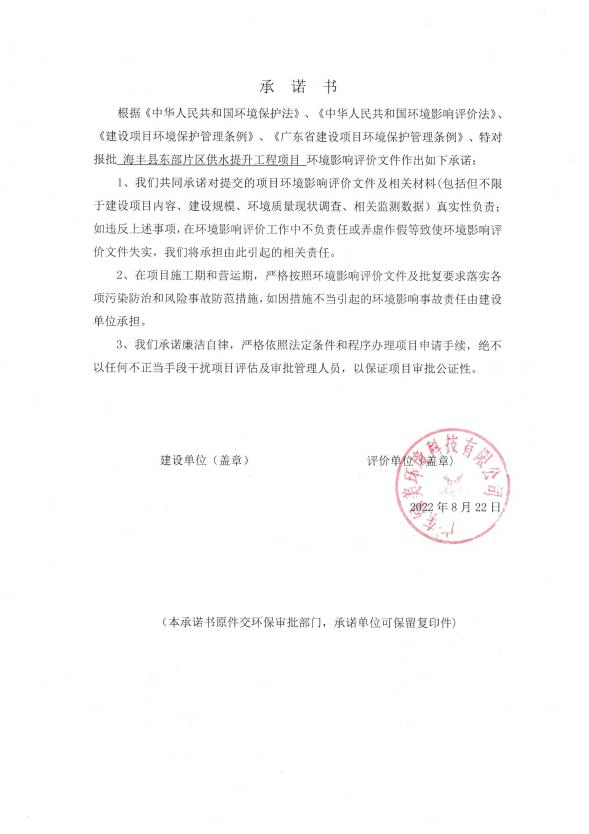 承 诺 书
根据《中华人民共和国环境保护法》、《中华人民共和国环境影响评价法》、
《建设项目环境保护管理条例》、《广东省建设项目环境保护管理条例》、特对
报批 海丰县东部片区供水提升工程项目 环境影响评价文件作出如下承诺：
1、我们共同承诺对提交的项目环境影响评价文件及相关材料(包括但不限
于建设项目内容、建设规模、环境质量现状调查、相关监测数据）真实性负责；
如违反上述事项，在环境影响评价工作中不负责任或弄虚作假等致使环境影响评
价文件失实，我们将承担由此引起的相关责任。
2、在项目施工期和营运期，严格按照环境影响评价文件及批复要求落实各
项污染防治和风险事故防范措施，如因措施不当引起的环境影响事故责任由建设
单位承担。
3、我们承诺廉洁自律，严格依照法定条件和程序办理项目申请手续，绝不
以任何不正当手段干扰项目评估及审批管理人员，以保证项目审批公证性。
建设单位（盖章）
评价单位（盖章）
广东 美环境科技有限公司
2022 年 8 月 22 日
（本承诺书原件交环保审批部门，承诺单位可保留复印件）